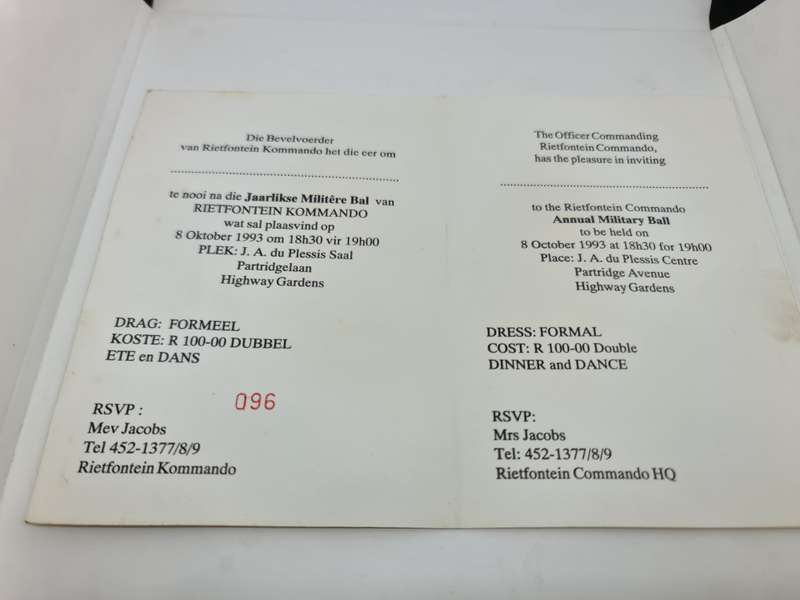 Die Bevelvoerder
van Rietfontein Kommando het die eer om
te nooi na die Jaarlikse Militêre Bal van
RIETFONTEIN KOMMANDO
wat sal plaasvind op
8 Oktober 1993 om 18h30 vir 19h00
PLEK: J. A. du Plessis Saal
Partridgelaan
Highway Gardens
DRAG: FORMEEL
KOSTE: R 100-00 DUBBEL
ETE en DANS
096
RSVP :
Mev Jacobs
Tel 452-1377/8/9
Rietfontein Kommando
The Officer Commanding
Rietfontein Commando,
has the pleasure in inviting
to the Rietfontein Commando
Annual Military Ball
to be held on
8 October 1993 at 18h30 for 19h00
Place: J. A. du Plessis Centre
Partridge Avenue
Highway Gardens
DRESS: FORMAL
COST: R 100-00 Double
DINNER and DANCE
RSVP:
Mrs Jacobs
Tel: 452-1377/8/9
Rietfontein Commando HQ